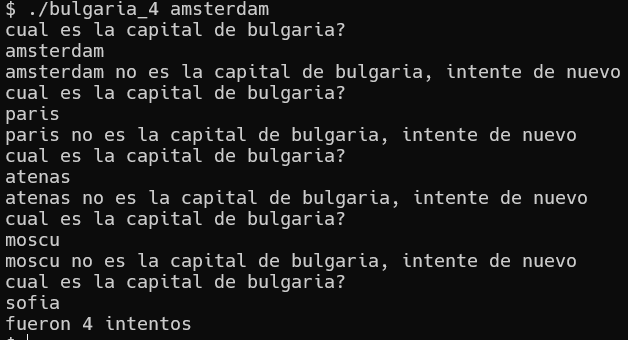 $ ./bulgaria_4 amsterdam
cual es la capital de bulgaria?
amsterdam
amsterdam no es la capital de bulgaria, intente de nuevo
cual es la capital de bulgaria?
paris
paris no es la capital de bulgaria, intente de nuevo
cual es la capital de bulgaria?
atenas
atenas no es la capital de bulgaria, intente de nuevo
cual es la capital de bulgaria?
moscu
moscu no es la capital de bulgaria, intente de nuevo
cual es la capital de bulgaria?
sofia
fueron 4 intentos
$